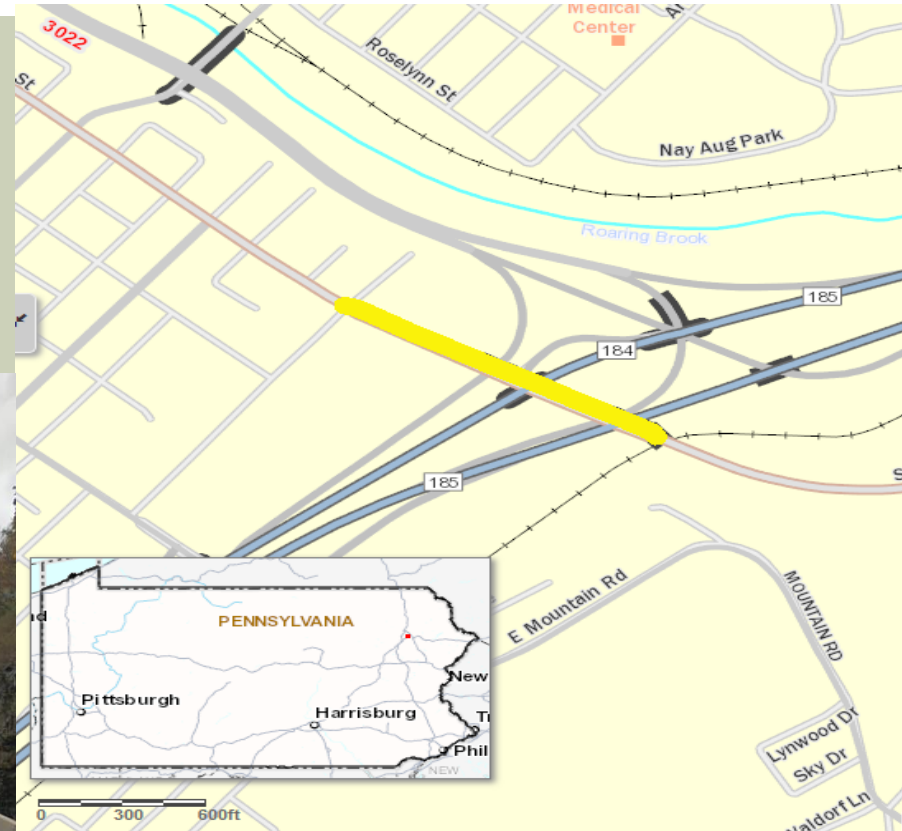 Medical
Center
3022
St
Roselynn St
Nay Aug Park
Roaring Brook
185
184
185
E Mountain Rd
MOUNTAIN RD
PENNSYLVANIA
Pittsburgh
Harrisburg
New
Phil
NEW
Lynwood Dr
Sky Dr
Waldorf Ln
0 300 600ft